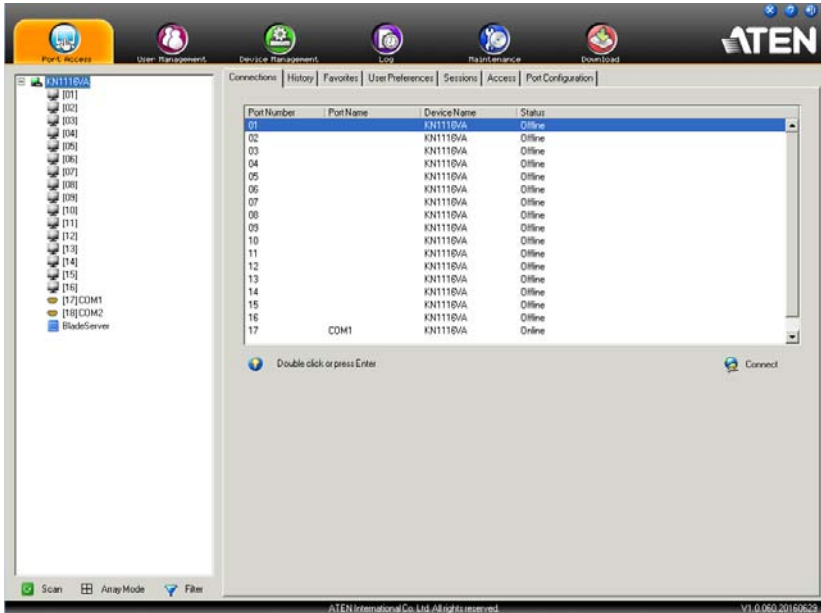 ATEN
Port Access
User Management
Device Management
Log
Maintenance
Download
KN1116VA
[01]
[02]
[03]
[04]
[05]
[06]
[07]
[08]
[09]
[10]
[11]
[12]
[13]
[14]
[15]
[16]
[17]COM1
[18]COM2
BladeServer
Connections History Favorites User Preferences Sessions Access Port Configuration
Port Number Port Name Device Name Status
01 KN1116VA Offline
02 KN1116VA Offline
03 KN1116VA Offline
04 KN1116VA Offline
05 KN1116VA Offline
06 KN1116VA Offline
07 KN1116VA Offline
08 KN1116VA Offline
09 KN1116VA Offline
10 KN1116VA Offline
11 KN1116VA Offline
12 KN1116VA Offline
13 KN1116VA Offline
14 KN1116VA Offline
15 KN1116VA Offline
16 KN1116VA Offline
17 COM1 KN1116VA Online
Double click or press Enter
Connect
Scan Array Mode Filter
ATEN International Co. Ltd. All rights reserved.
V1.0.060.20160629